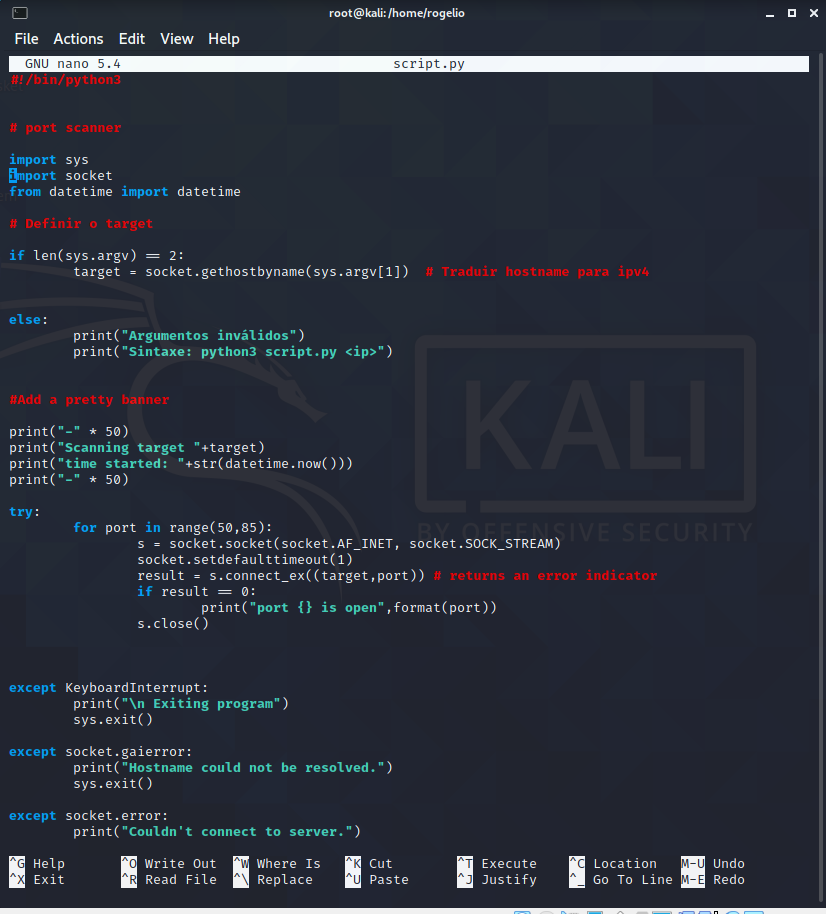 root@kali:/home/rogelio
File Actions Edit View Help
GNU nano 5.4 script.py
#!/bin/python3
# port scanner
import sys
import socket
from datetime import datetime
# Definir o target
if len(sys.argv) == 2:
target = socket.gethostbyname(sys.argv[1]) # Traduir hostname para ipv4
else:
print("Argumentos inválidos")
print("Sintaxe: python3 script.py <ip>")
#Add a pretty banner
print("-" * 50)
print("Scanning target "+target)
print("time started: "+str(datetime.now()))
print("-" * 50)
try:
for port in range(50,85):
s = socket.socket(socket.AF_INET, socket.SOCK_STREAM)
socket.setdefaulttimeout(1)
result = s.connect_ex((target,port)) # returns an error indicator
if result == 0:
print("port {} is open",format(port))
s.close()
except KeyboardInterrupt:
print("\n Exiting program")
sys.exit()
except socket.gaierror:
print("Hostname could not be resolved.")
sys.exit()
except socket.error:
print("Couldn't connect to server.")
KALI
BY OFFENSIVE SECURITY
^G Help ^O Write Out ^W Where Is ^K Cut ^T Execute ^C Location M-U Undo
^X Exit ^R Read File ^\ Replace ^U Paste ^J Justify ^_ Go To Line M-E Redo